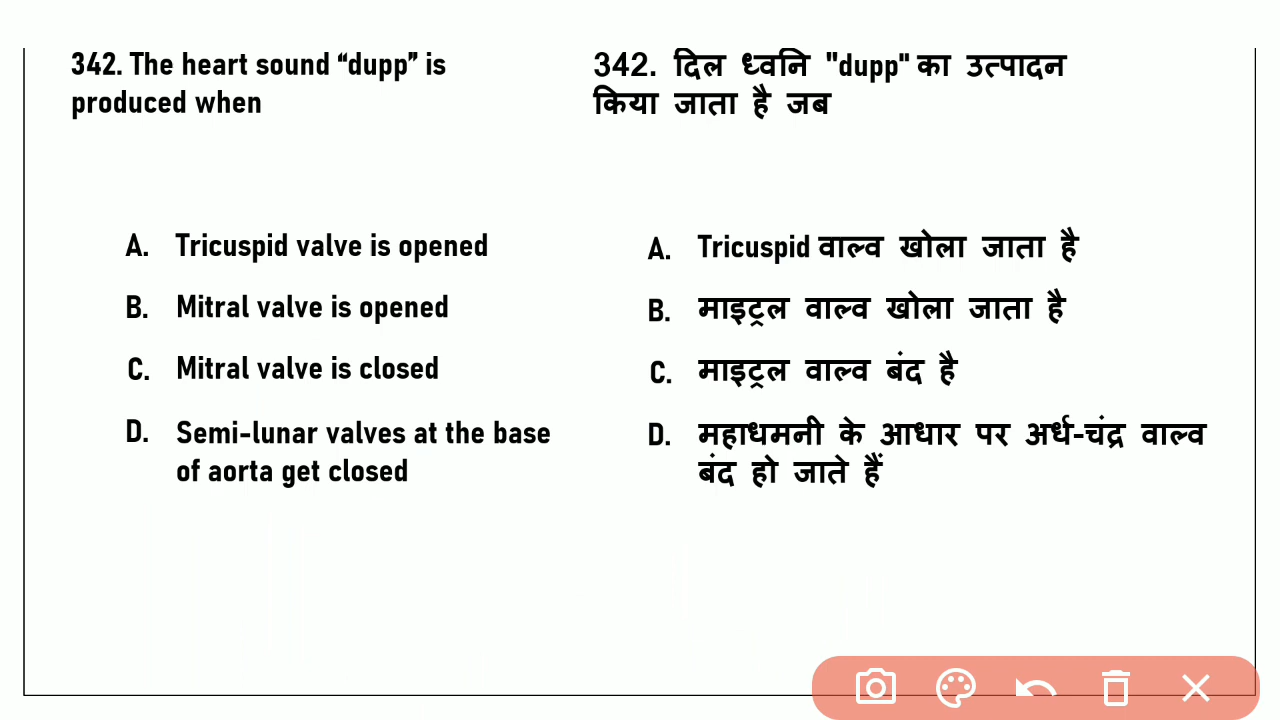 342. The heart sound “dupp” is
produced when
A. Tricuspid valve is opened
B. Mitral valve is opened
C. Mitral valve is closed
D. Semi-lunar valves at the base
of aorta get closed
342. दिल ध्वनि "dupp" का उत्पादन
किया जाता है जब
A. Tricuspid वाल्व खोला जाता है
B. माइट्रल वाल्व खोला जाता है
C. माइट्रल वाल्व बंद है
D. महाधमनी के आधार पर अर्ध-चंद्र वाल्व
बंद हो जाते हैं